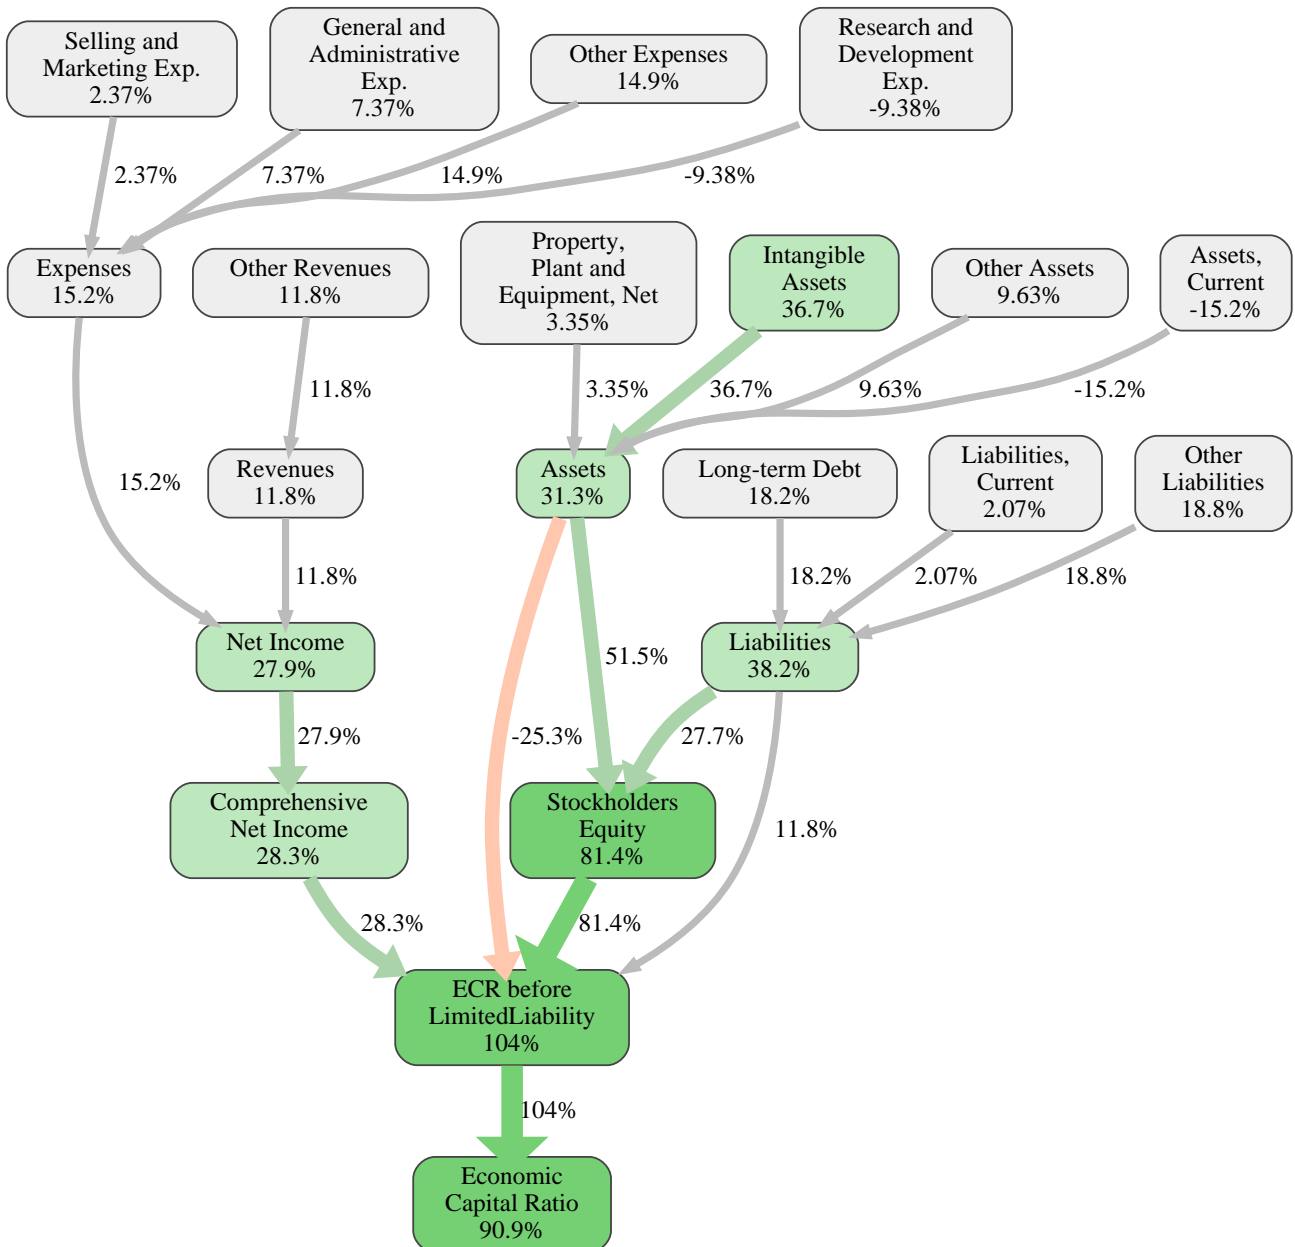 Selling and
Marketing Exp.
2.37%
General and
Administrative
Exp.
7.37%
Other Expenses
14.9%
Research and
Development
Exp.
-9.38%
2.37%
7.37%
14.9%
-9.38%
Expenses
15.2%
Other Revenues
11.8%
Property,
Plant and
Equipment, Net
3.35%
Intangible
Assets
36.7%
Other Assets
9.63%
Assets,
Current
-15.2%
11.8%
3.35%
36.7%
9.63%
-15.2%
15.2%
Revenues
11.8%
Assets
31.3%
Long-term Debt
18.2%
Liabilities,
Current
2.07%
Other
Liabilities
18.8%
11.8%
18.2%
2.07%
18.8%
Net Income
27.9%
51.5%
Liabilities
38.2%
27.9%
-25.3%
27.7%
Comprehensive
Net Income
28.3%
Stockholders
Equity
81.4%
11.8%
28.3%
81.4%
ECR before
LimitedLiability
104%
104%
Economic
Capital Ratio
90.9%